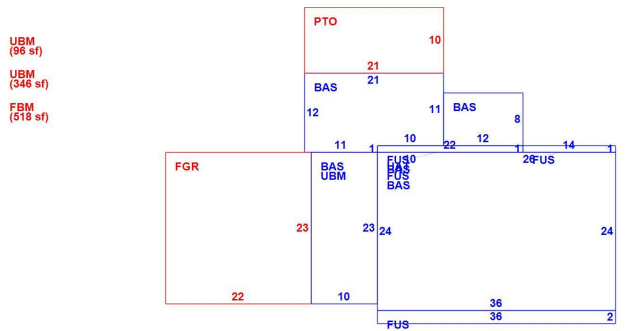 PTO
10
UBM
(96 sf)
21
UBM
(346 sf)
21
BAS
12
11
BAS
8
FBM
(518 sf)
10
12
14
11
1
22
1
1
FGR
BAS
UBM
FUS
10
BAS
FUS
BAS
26
FUS
23
23
24
24
22
10
36
36
2
FUS